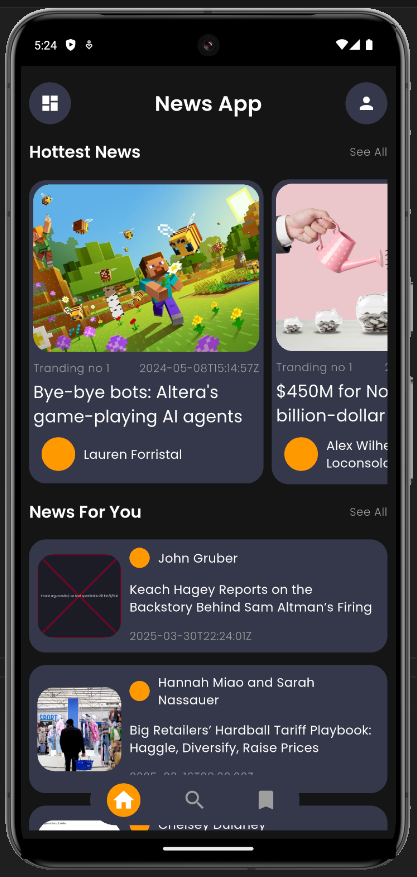 5:24
News App
Hottest News
See All
Tranding no 1
2024-05-08T15:14:57Z
Bye-bye bots: Altera's
game-playing AI agents
Lauren Forristal
Tranding no 1
$450M for No
billion-dollar
Alex Wilhe
Loconsolo
News For You
See All
John Gruber
Keach Hagey Reports on the
Backstory Behind Sam Altman's Firing
2025-03-30T22:24:01Z
Hannah Miao and Sarah
Nassauer
Big Retailers' Hardball Tariff Playbook:
Haggle, Diversify, Raise Prices
Chelsey Dulaney